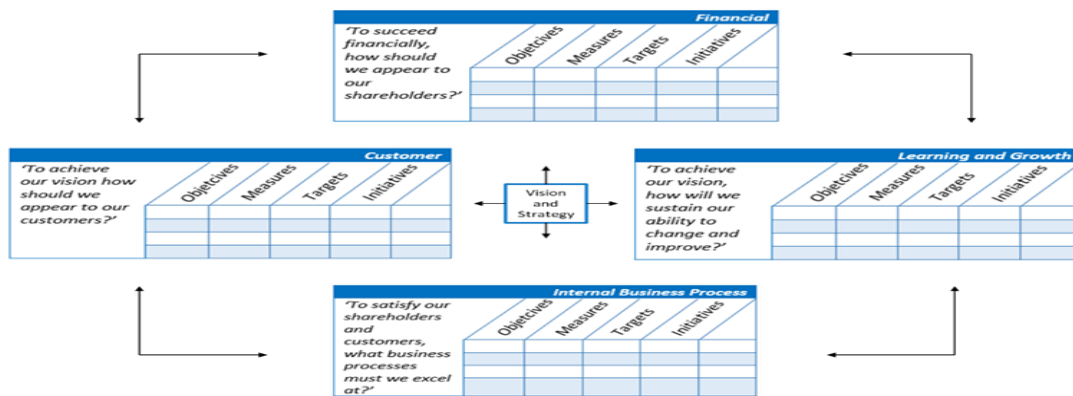 Financial
'To succeed
financially,
how should
we appear to
our
shareholders?'
Objetcives
Measures
Targets
Initiatives
Customer
'To achieve
our vision how
should we
appear to our
customers?'
Objetcives
Measures
Targets
Initiatives
Vision
and
Strategy
Learning and Growth
'To achieve
our vision,
how will we
sustain our
ability to
change and
improve?'
Objetcives
Measures
Targets
Initiatives
Internal Business Process
'To satisfy our
shareholders
and
customers,
what business
processes
must we excel
at?'
Objetcives
Measures
Targets
Initiatives